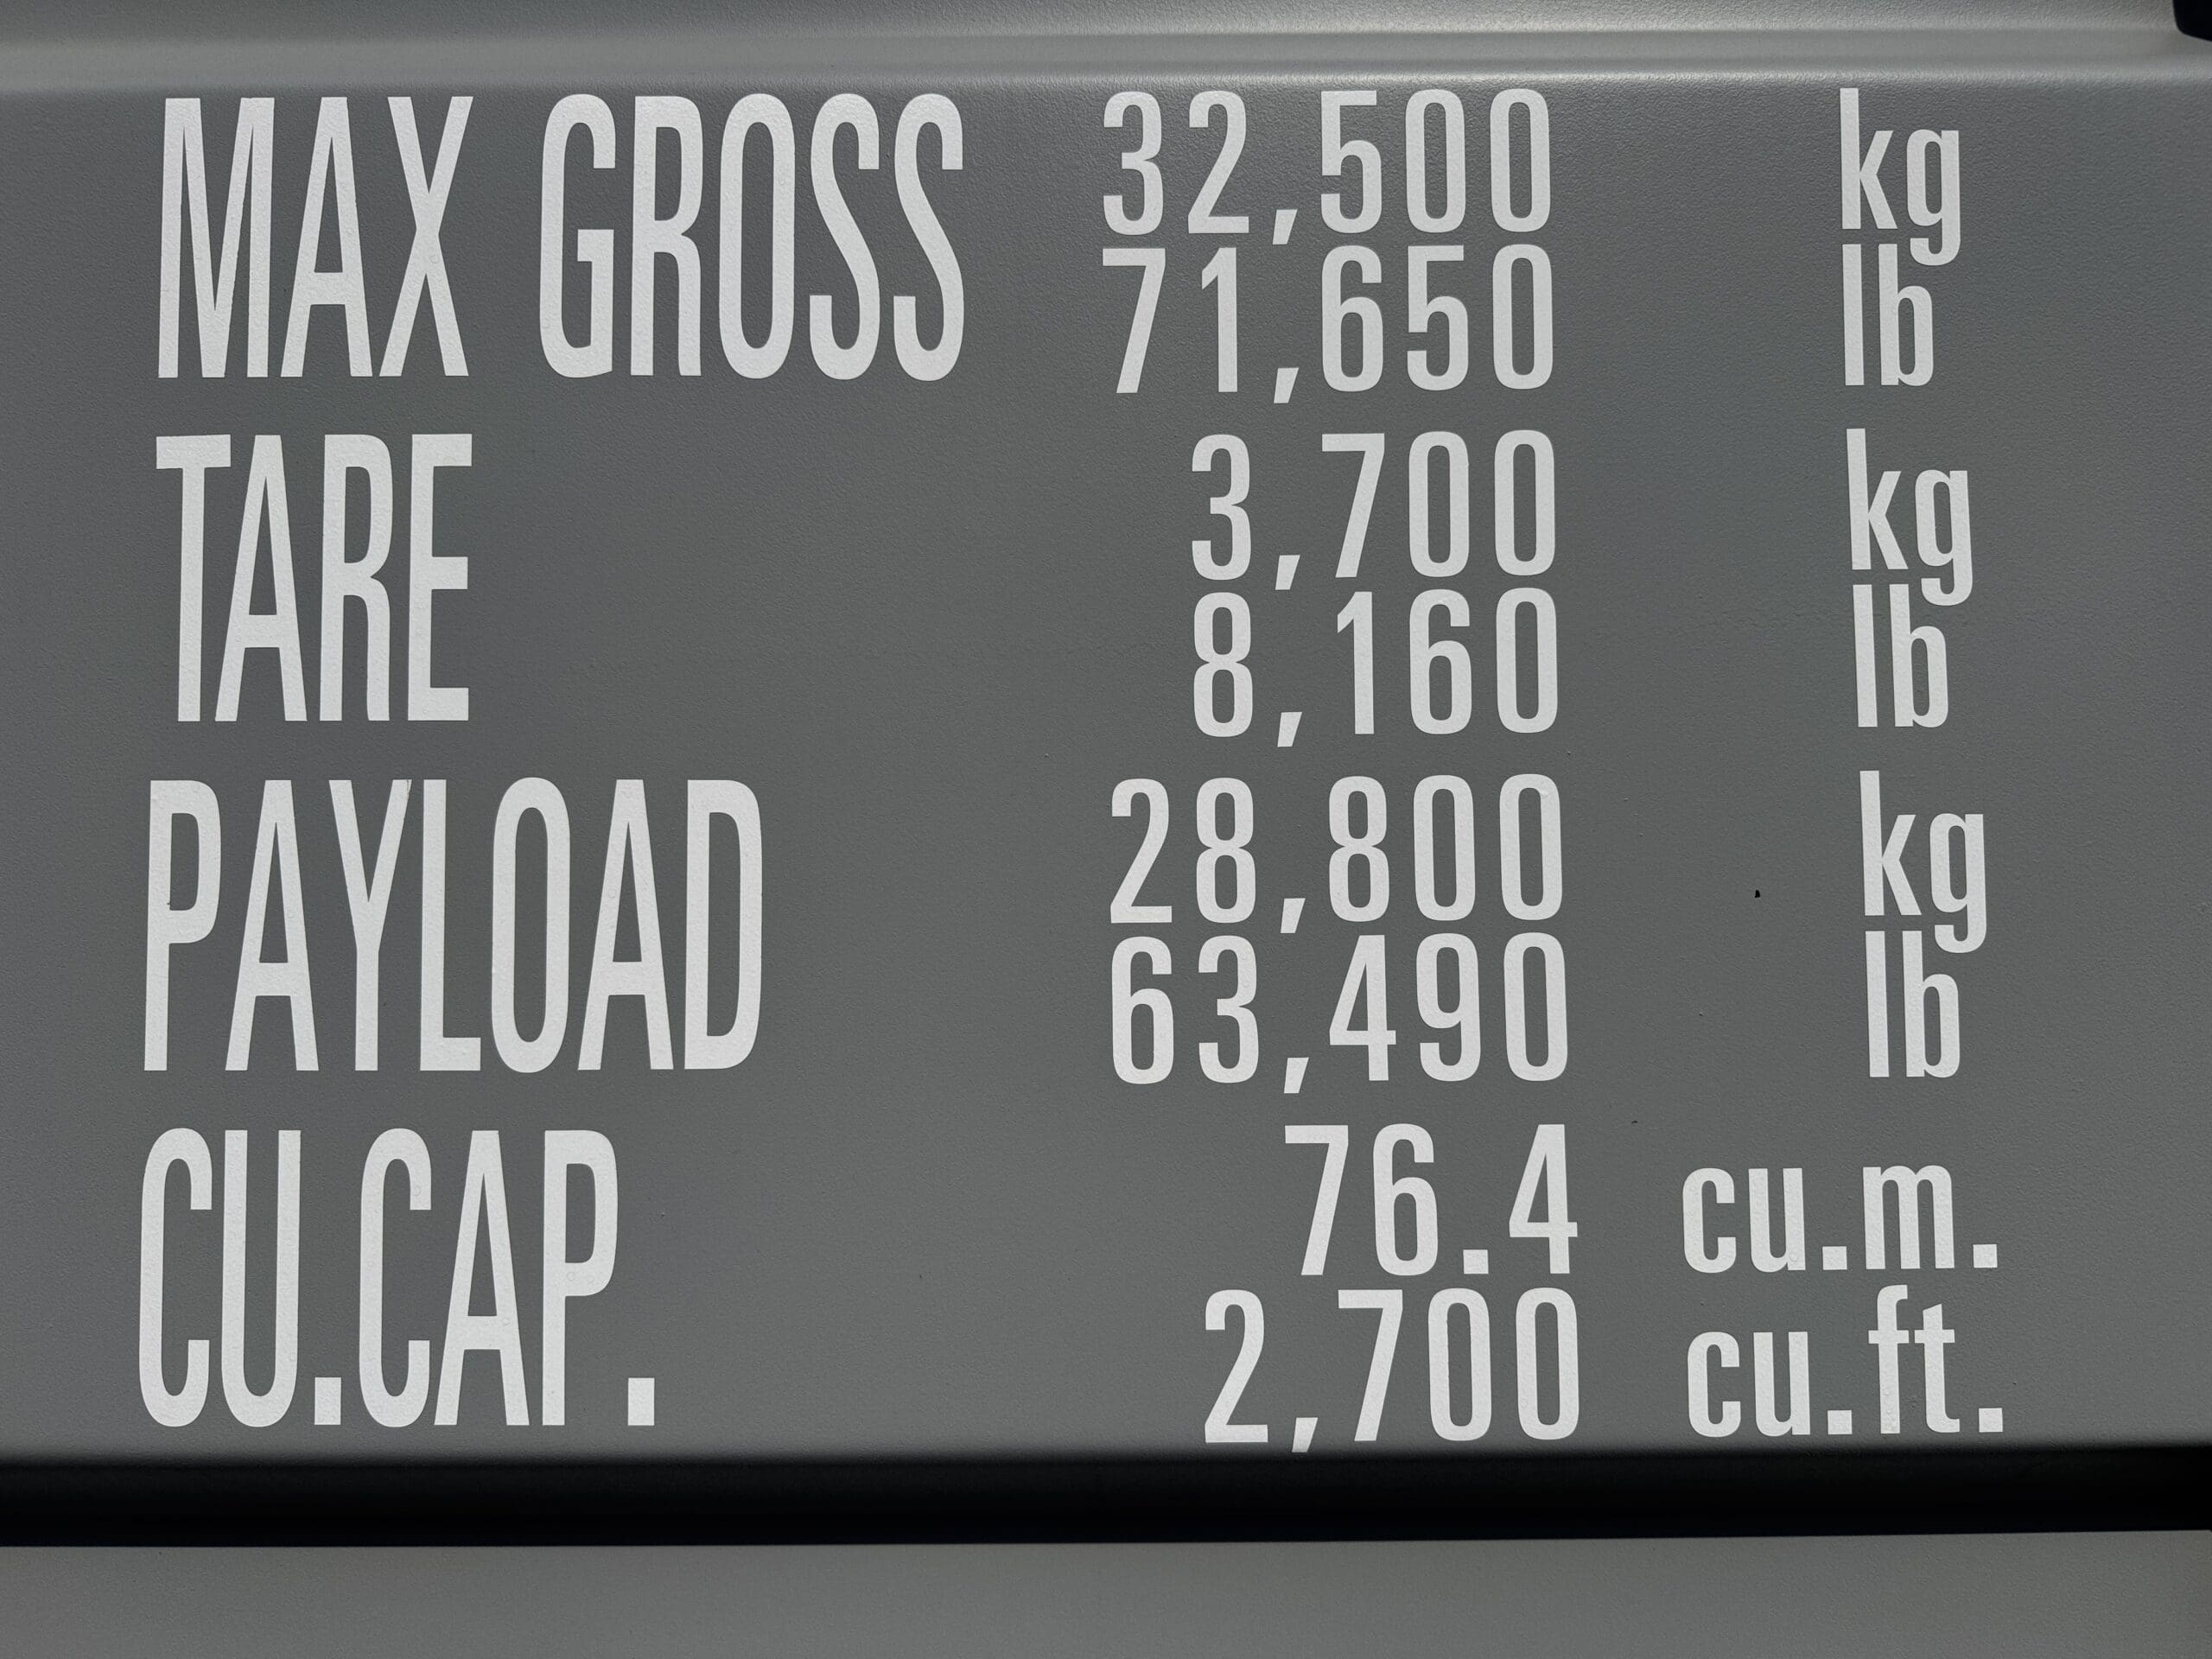 MAX GROSS 32,500 kg
71,650 lb
TARE 3,700 kg
8,160 lb
PAYLOAD 28,800 kg
63,490 lb
CU.CAP. 76.4 cu.m.
2,700 cu.ft.